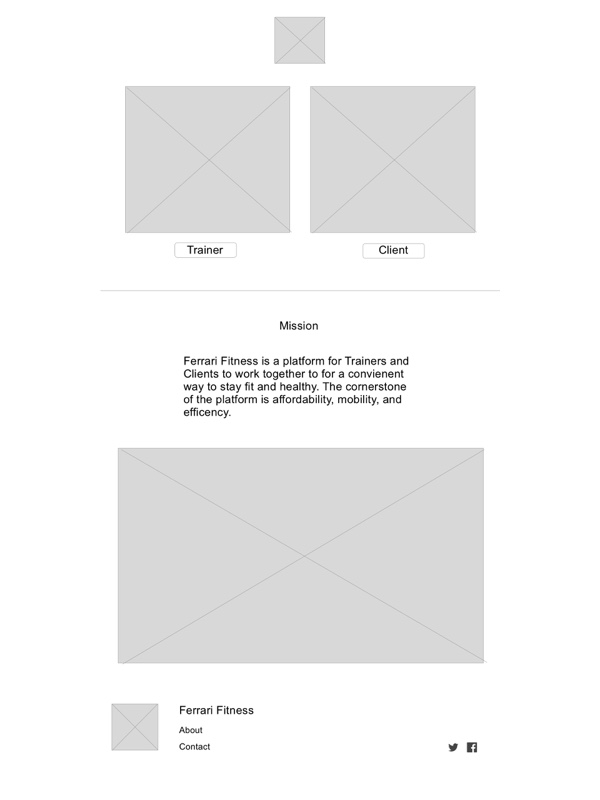 Trainer
Client
Mission
Ferrari Fitness is a platform for Trainers and
Clients to work together to for a convienent
way to stay fit and healthy. The cornerstone
of the platform is affordability, mobility, and
efficency.
Ferrari Fitness
About
Contact